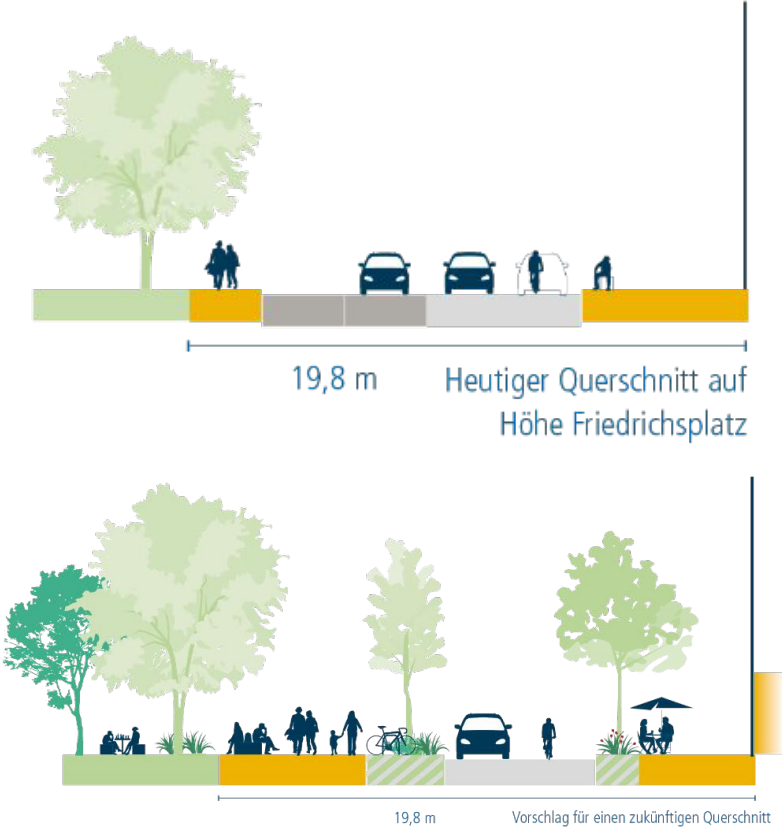 19,8 m
Heutiger Querschnitt auf
Höhe Friedrichsplatz
19,8 m
Vorschlag für einen zukünftigen Querschnitt